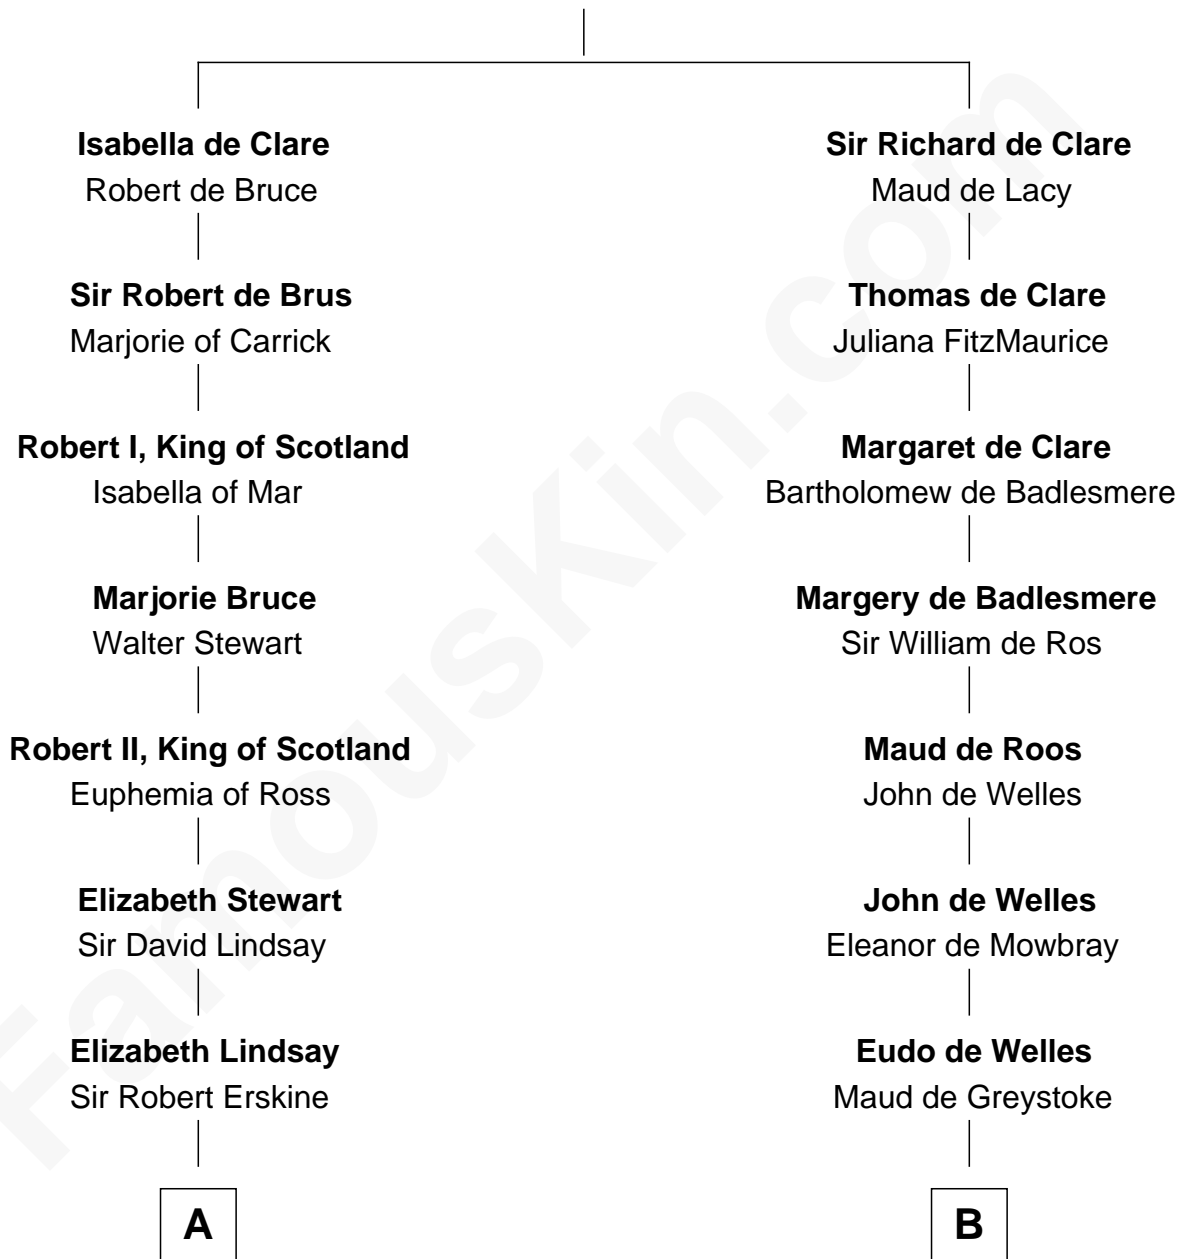 Isabella de Clare
Robert de Bruce
Sir Robert de Brus
Marjorie of Carrick
Robert I, King of Scotland
Isabella of Mar
Marjorie Bruce
Walter Stewart
Robert II, King of Scotland
Euphemia of Ross
Elizabeth Stewart
Sir David Lindsay
Elizabeth Lindsay
Sir Robert Erskine
A
Sir Richard de Clare
Maud de Lacy
Thomas de Clare
Juliana FitzMaurice
Margaret de Clare
Bartholomew de Badlesmere
Margery de Badlesmere
Sir William de Ros
Maud de Roos
John de Welles
John de Welles
Eleanor de Mowbray
Eudo de Welles
Maud de Greystoke
B
FamousKin.com